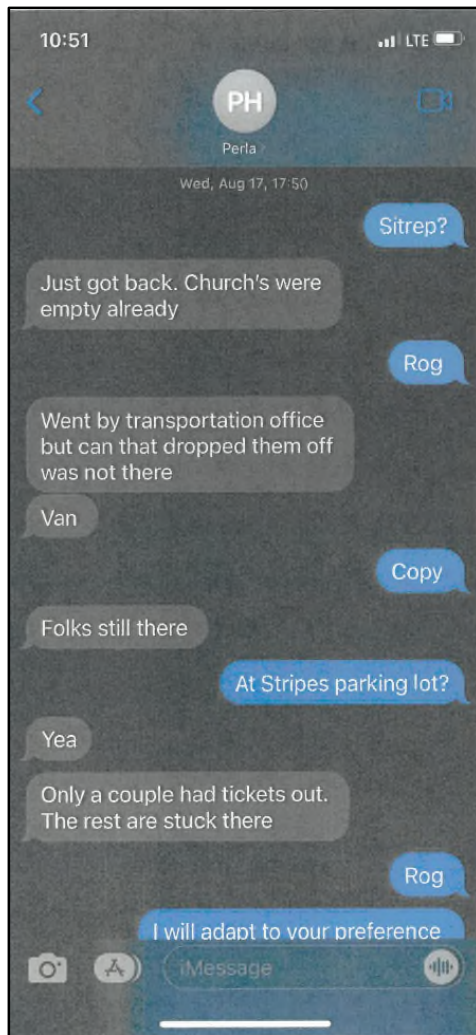 10:51
LTE
PH
Perla
Wed, Aug 17, 17:50
Sitrep?
Just got back. Church's were
empty already
Rog
Went by transportation office
but can that dropped them off
was not there
Van
Copy
Folks still there
At Stripes parking lot?
Yea
Only a couple had tickets out.
The rest are stuck there
Rog
I will adapt to your preference
iMessage